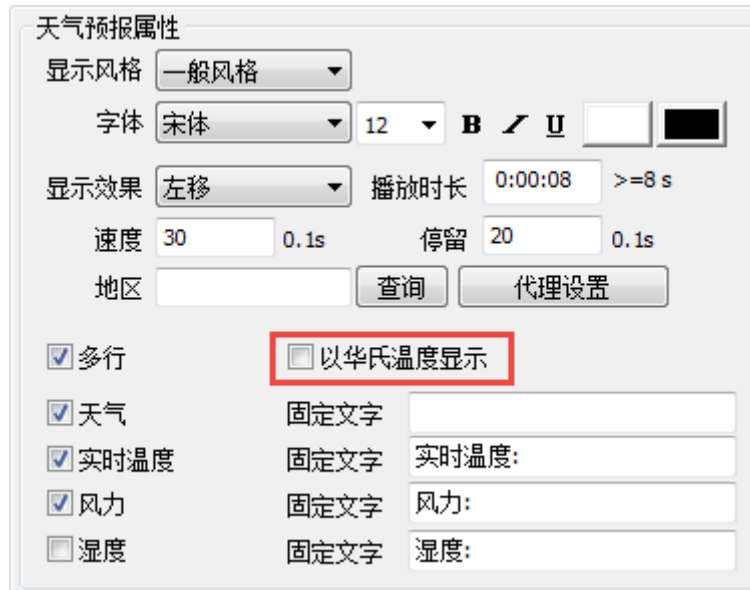 天气预报属性
显示风格 一般风格
字体 宋体 12 B I U
显示效果 左移 播放时长 0:00:08 >=8 s
速度 30 0.1s 停留 20 0.1s
地区 查询 代理设置
多行 以华氏温度显示
天气 固定文字
实时温度 固定文字 实时温度:
风力 固定文字 风力:
湿度 固定文字 湿度: